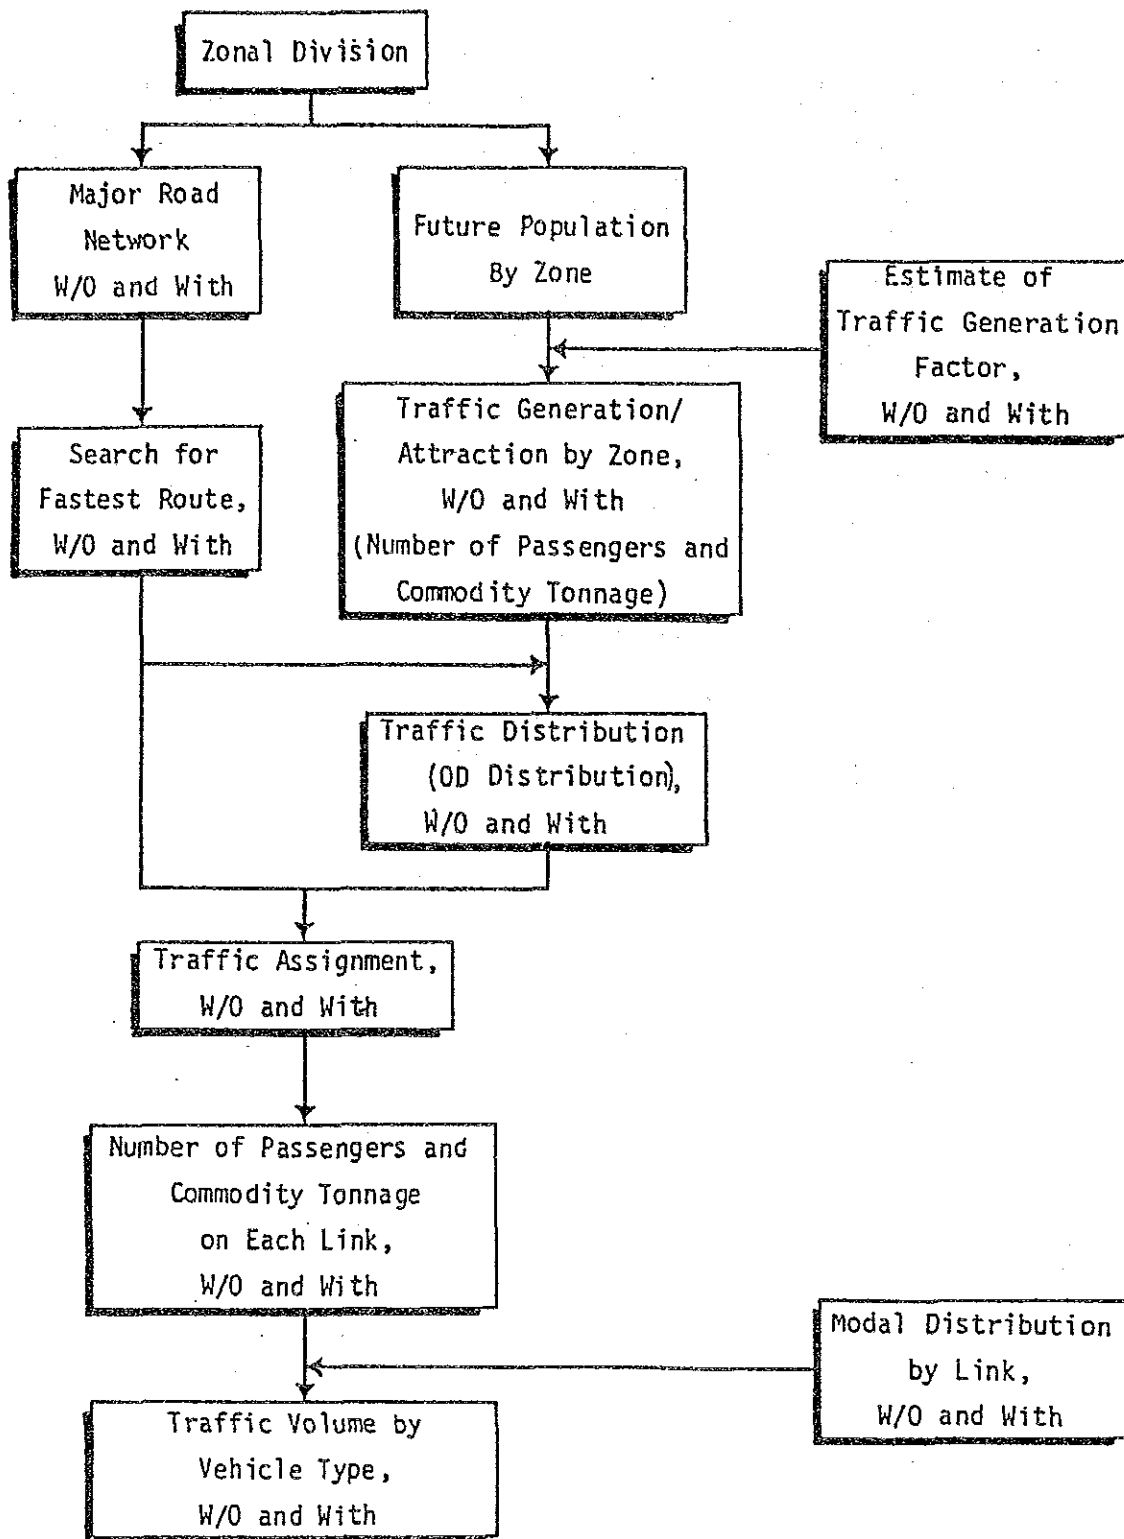 Zonal Division
Major Road
Network
W/O and With
Future Population
By Zone
Estimate of
Traffic Generation
Factor,
W/O and With
Search for
Fastest Route,
W/O and With
Traffic Generation/
Attraction by Zone,
W/O and With
(Number of Passengers and
Commodity Tonnage)
Traffic Distribution
(OD Distribution),
W/O and With
Traffic Assignment,
W/O and With
Number of Passengers and
Commodity Tonnage
on Each Link,
W/O and With
Modal Distribution
by Link,
W/O and With
Traffic Volume by
Vehicle Type,
W/O and With